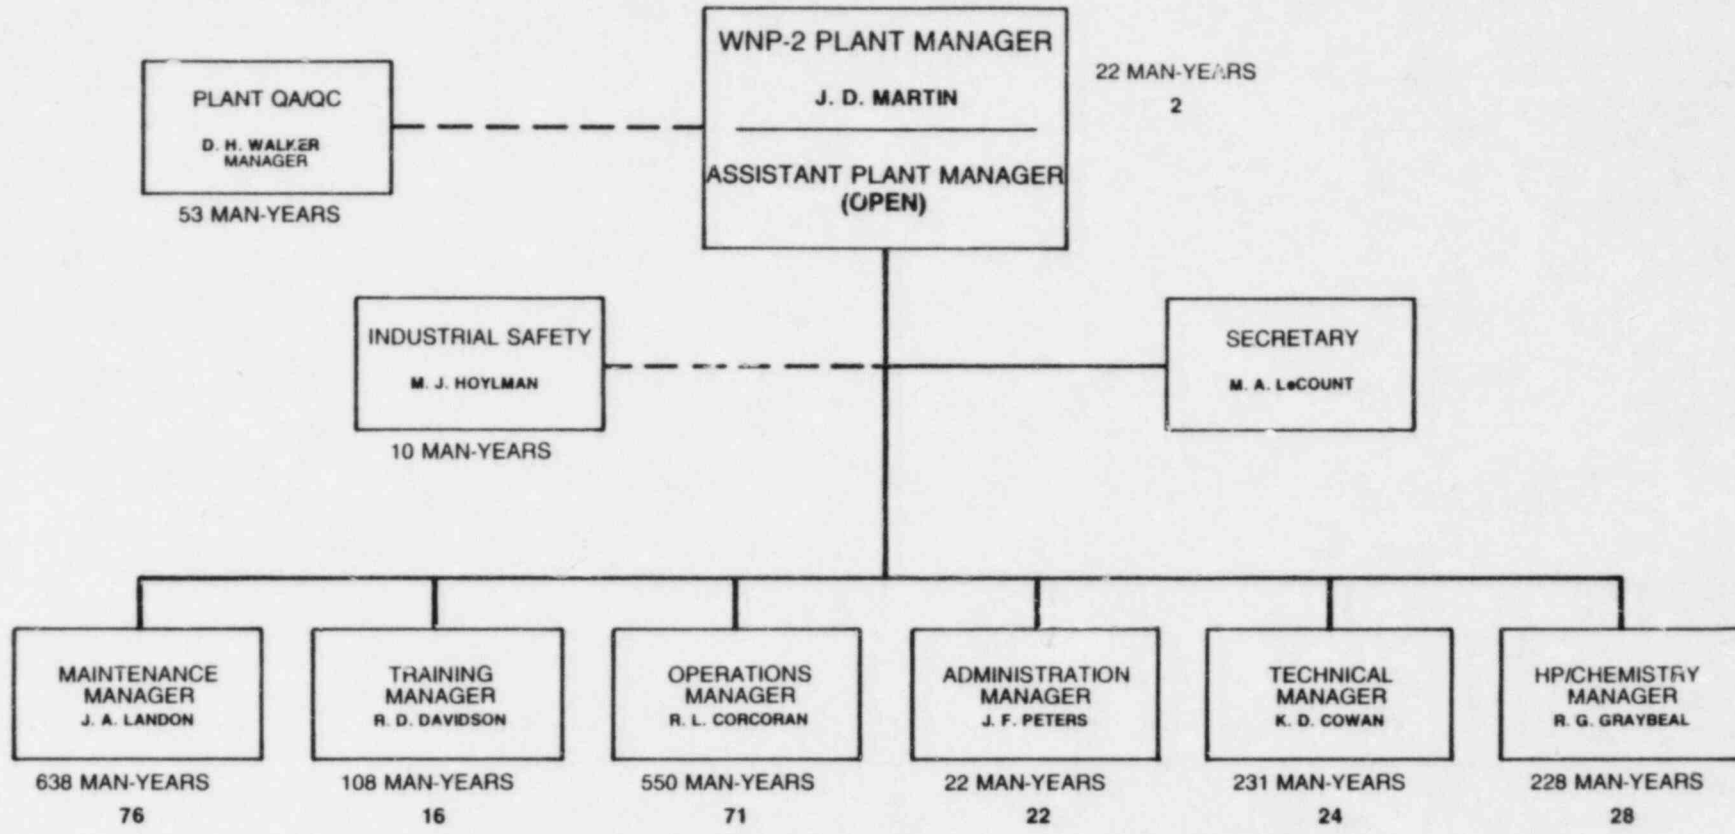 WNP-2 PLANT MANAGER
J. D. MARTIN
ASSISTANT PLANT MANAGER
(OPEN)
22 MAN-YEARS
2
PLANT QA/QC
D. H. WALKER
MANAGER
53 MAN-YEARS
INDUSTRIAL SAFETY
M. J. HOYLMAN
10 MAN-YEARS
SECRETARY
M. A. LeCOUNT
MAINTENANCE
MANAGER
J. A. LANDON
638 MAN-YEARS
76
TRAINING
MANAGER
R. D. DAVIDSON
108 MAN-YEARS
16
OPERATIONS
MANAGER
R. L. CORCORAN
550 MAN-YEARS
71
ADMINISTRATION
MANAGER
J. F. PETERS
22 MAN-YEARS
22
TECHNICAL
MANAGER
K. D. COWAN
231 MAN-YEARS
24
HP/CHEMISTRY
MANAGER
R. G. GRAYBEAL
228 MAN-YEARS
28